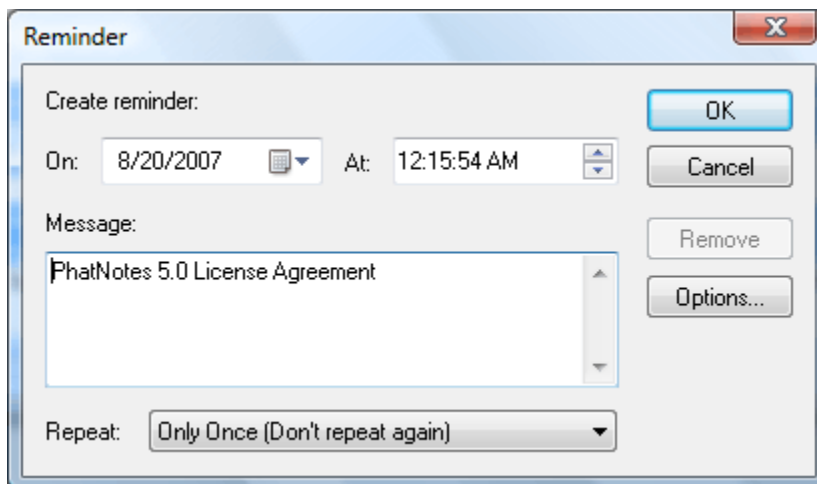 Reminder
Create reminder:
On: 8/20/2007 At: 12:15:54 AM
Message:
PhatNotes 5.0 License Agreement
Repeat: Only Once (Don't repeat again)
OK
Cancel
Remove
Options...